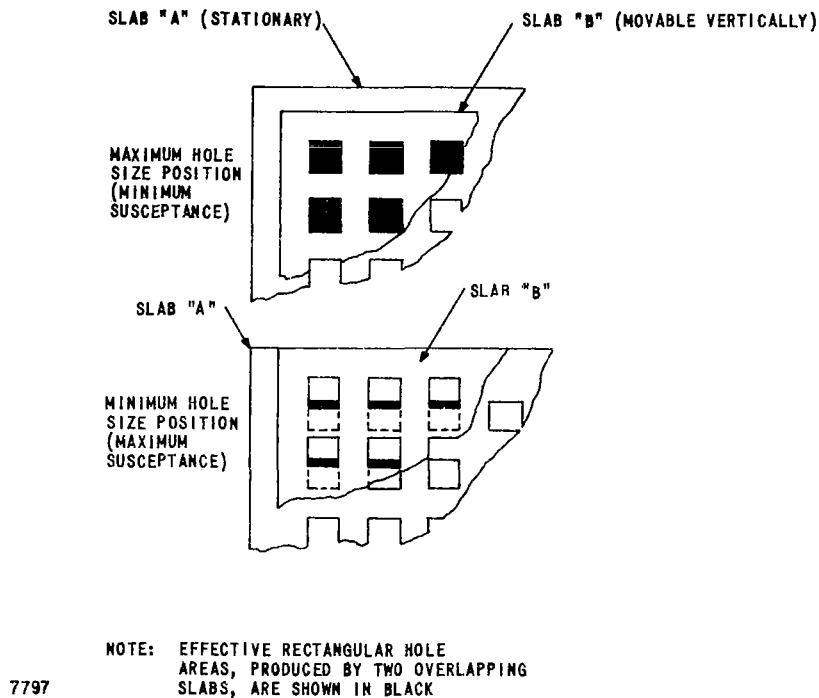 SLAB "A" (STATIONARY)
SLAB "B" (MOVABLE VERTICALLY)
MAXIMUM HOLE
SIZE POSITION
(MINIMUM
SUSCEPTANCE)
SLAB "A"
SLAB "B"
MINIMUM HOLE
SIZE POSITION
(MAXIMUM
SUSCEPTANCE)
NOTE: EFFECTIVE RECTANGULAR HOLE
AREAS, PRODUCED BY TWO OVERLAPPING
7797 SLABS, ARE SHOWN IN BLACK